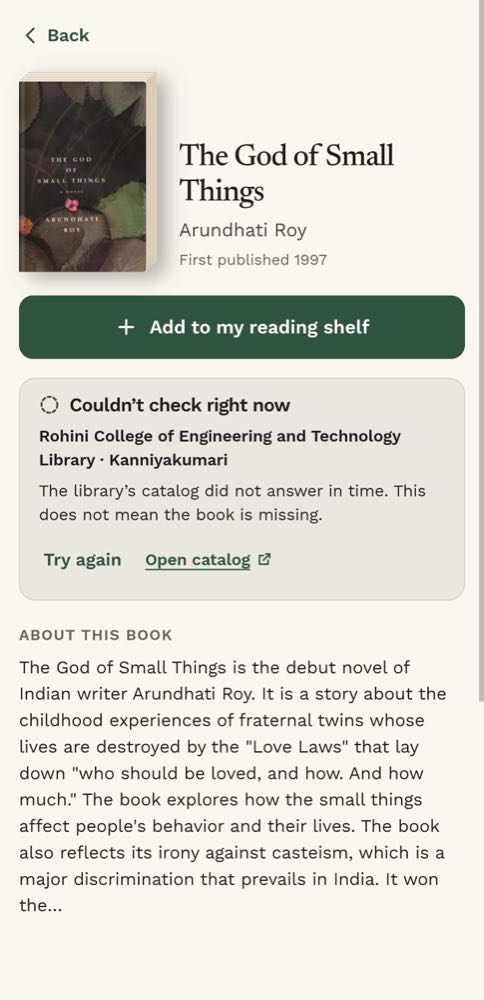 Back
THE GOD
OF
SMALL THINGS
A NOVEL
ARUNDHATI
ROY
The God of Small
Things
Arundhati Roy
First published 1997
Add to my reading shelf
Couldn’t check right now
Rohini College of Engineering and Technology
Library · Kanniyakumari
The library’s catalog did not answer in time. This
does not mean the book is missing.
Try again Open catalog
ABOUT THIS BOOK
The God of Small Things is the debut novel of
Indian writer Arundhati Roy. It is a story about the
childhood experiences of fraternal twins whose
lives are destroyed by the "Love Laws" that lay
down "who should be loved, and how. And how
much." The book explores how the small things
affect people's behavior and their lives. The book
also reflects its irony against casteism, which is a
major discrimination that prevails in India. It won
the...